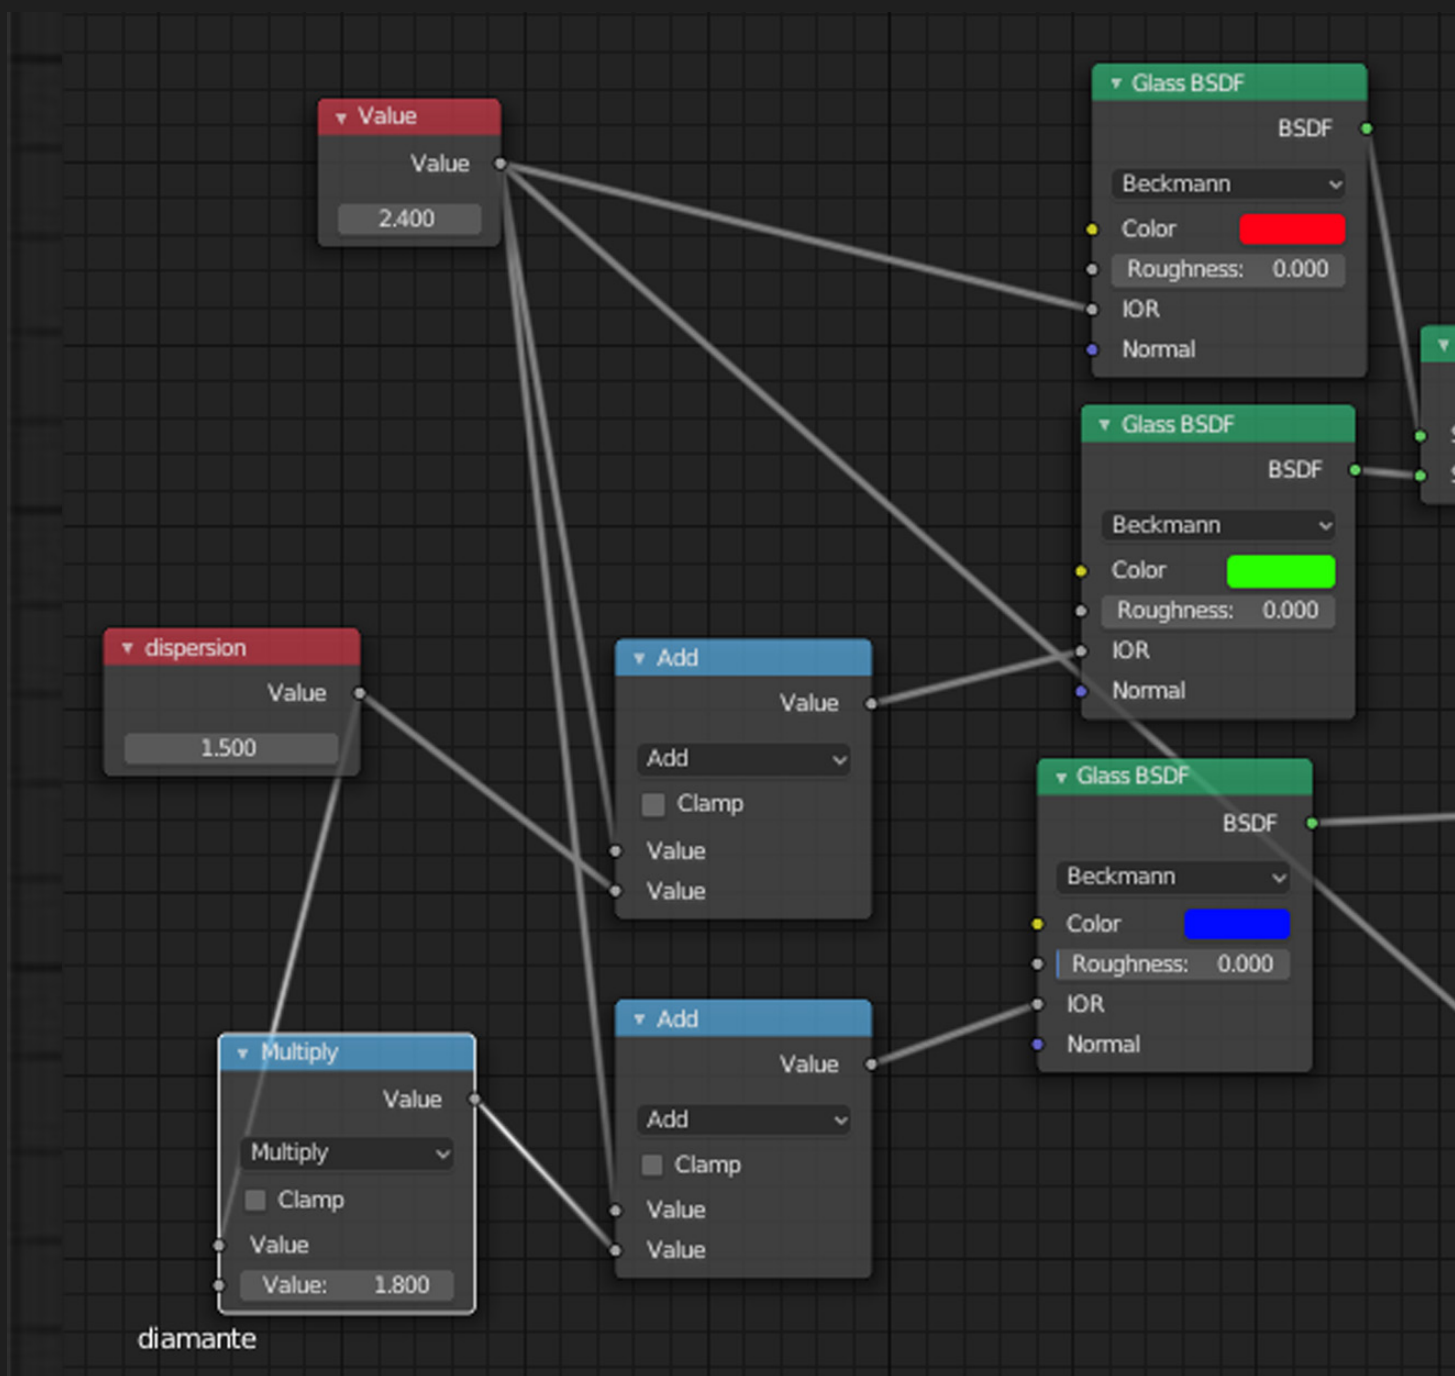 Value
Value
2.400
Glass BSDF
BSDF
Beckmann
Color
Roughness: 0.000
IOR
Normal
Glass BSDF
BSDF
Beckmann
Color
Roughness: 0.000
IOR
Normal
dispersion
Value
1.500
Add
Value
Add
Clamp
Value
Value
Glass BSDF
BSDF
Beckmann
Color
Roughness: 0.000
IOR
Normal
Multiply
Value
Multiply
Clamp
Value
Value: 1.800
Add
Value
Add
Clamp
Value
Value
diamante